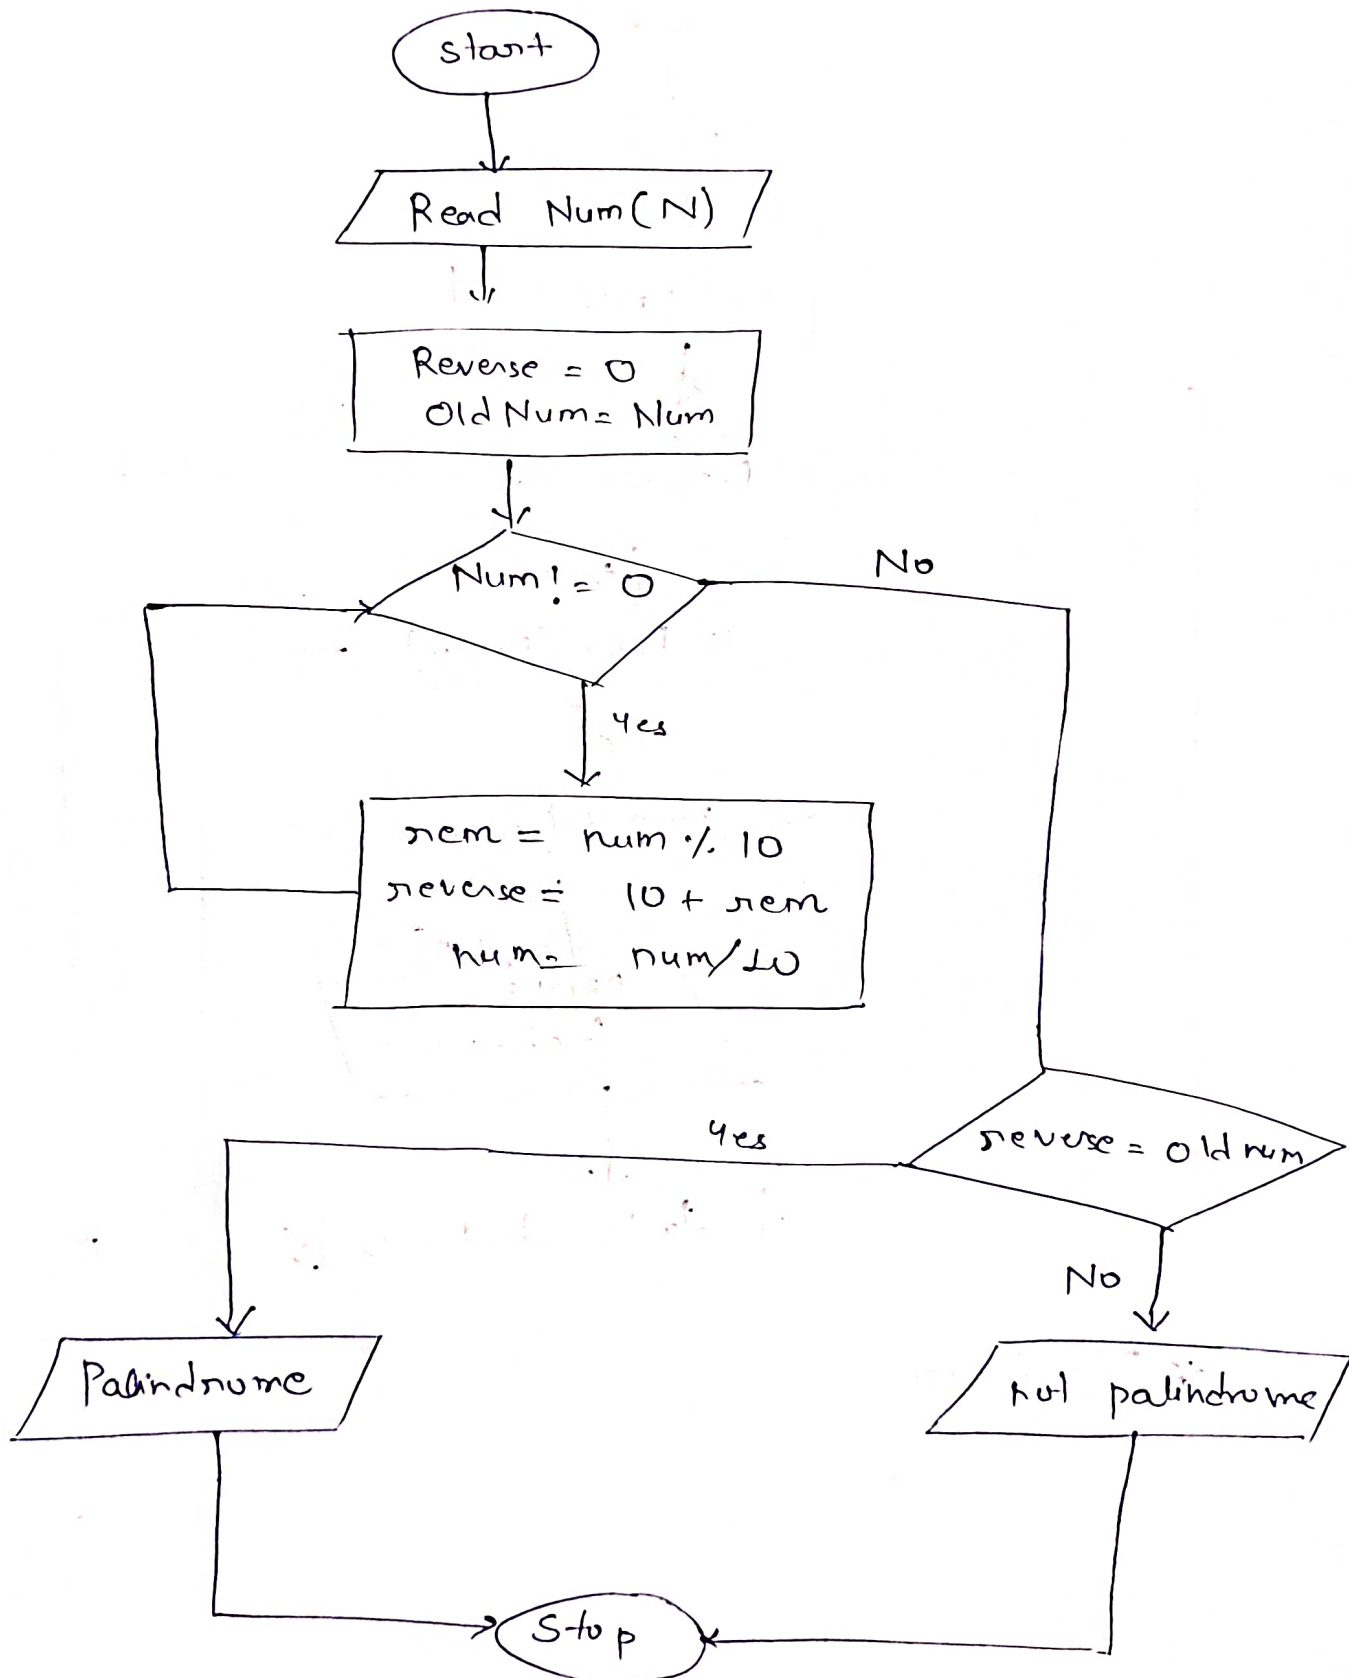 start
Read Num(N)
Reverse = 0
Old Num = Num
Num! = 0
No
Yes
rem = num % 10
reverse = 10 + rem
num = num/10
reverse = old num
Yes
No
Palindrome
not palindrome
Stop